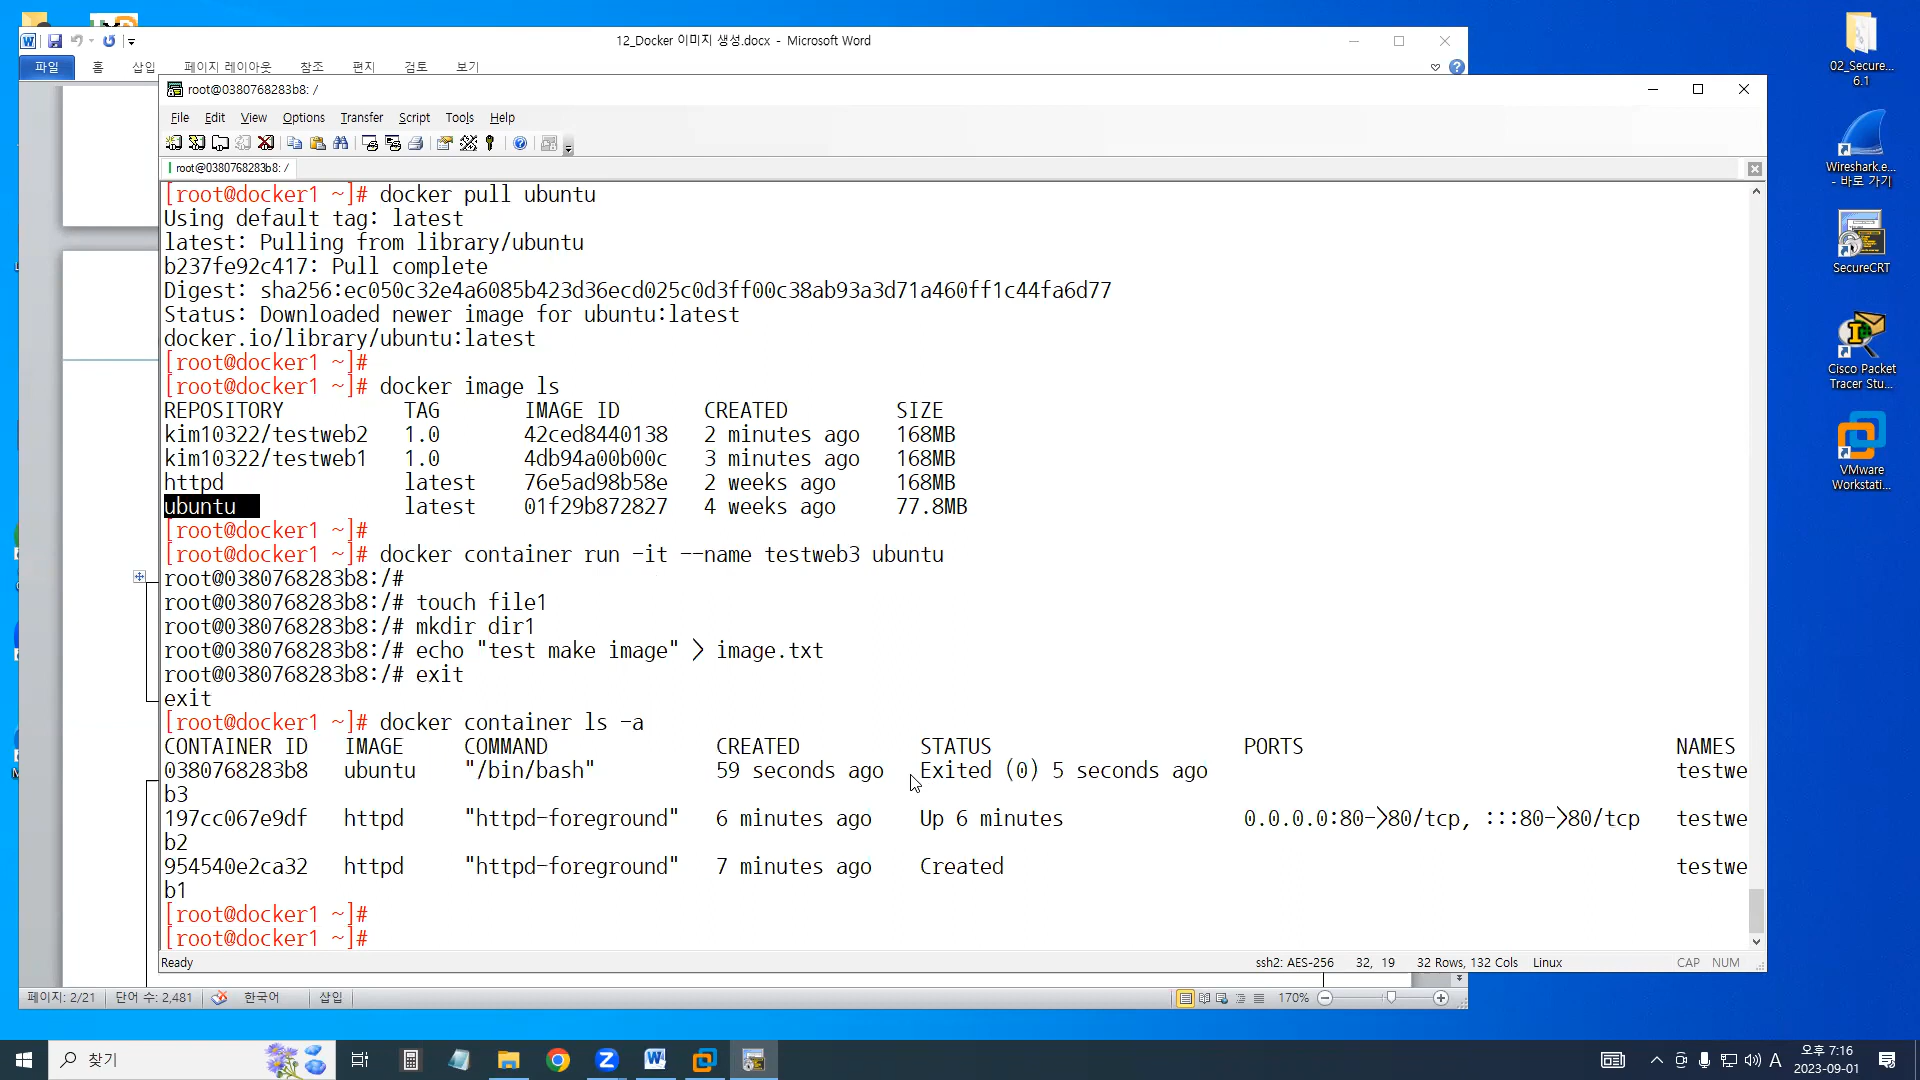 12_Docker 이미지 생성.docx - Microsoft Word
파일 홈 삽입 페이지 레이아웃 참조 편지 검토 보기
root@0380768283b8: /
File Edit View Options Transfer Script Tools Help
root@0380768283b8: /
[root@docker1 ~]# docker pull ubuntu
Using default tag: latest
latest: Pulling from library/ubuntu
b237fe92c417: Pull complete
Digest: sha256:ec050c32e4a6085b423d36ecd025c0d3ff00c38ab93a3d71a460ff1c44fa6d77
Status: Downloaded newer image for ubuntu:latest
docker.io/library/ubuntu:latest
[root@docker1 ~]#
[root@docker1 ~]# docker image ls
REPOSITORY TAG IMAGE ID CREATED SIZE
kim10322/testweb2 1.0 42ced8440138 2 minutes ago 168MB
kim10322/testweb1 1.0 4db94a00b00c 3 minutes ago 168MB
httpd latest 76e5ad98b58e 2 weeks ago 168MB
ubuntu latest 01f29b872827 4 weeks ago 77.8MB
[root@docker1 ~]#
[root@docker1 ~]# docker container run -it --name testweb3 ubuntu
root@0380768283b8:/#
root@0380768283b8:/# touch file1
root@0380768283b8:/# mkdir dir1
root@0380768283b8:/# echo "test make image" > image.txt
root@0380768283b8:/# exit
exit
[root@docker1 ~]# docker container ls -a
CONTAINER ID IMAGE COMMAND CREATED STATUS PORTS NAMES
0380768283b8 ubuntu "/bin/bash" 59 seconds ago Exited (0) 5 seconds ago testwe
b3
197cc067e9df httpd "httpd-foreground" 6 minutes ago Up 6 minutes 0.0.0.0:80->80/tcp, :::80->80/tcp testwe
b2
954540e2ca32 httpd "httpd-foreground" 7 minutes ago Created testwe
b1
[root@docker1 ~]#
[root@docker1 ~]#
Ready ssh2: AES-256 32, 19 32 Rows, 132 Cols Linux CAP NUM
페이지: 2/21 단어 수: 2,481 한국어 삽입 170%
02_Secure...
6.1
Wireshark.e...
- 바로 가기
SecureCRT
Cisco Packet
Tracer Stu...
VMware
Workstati...
찾기
A
오후 7:16
2023-09-01